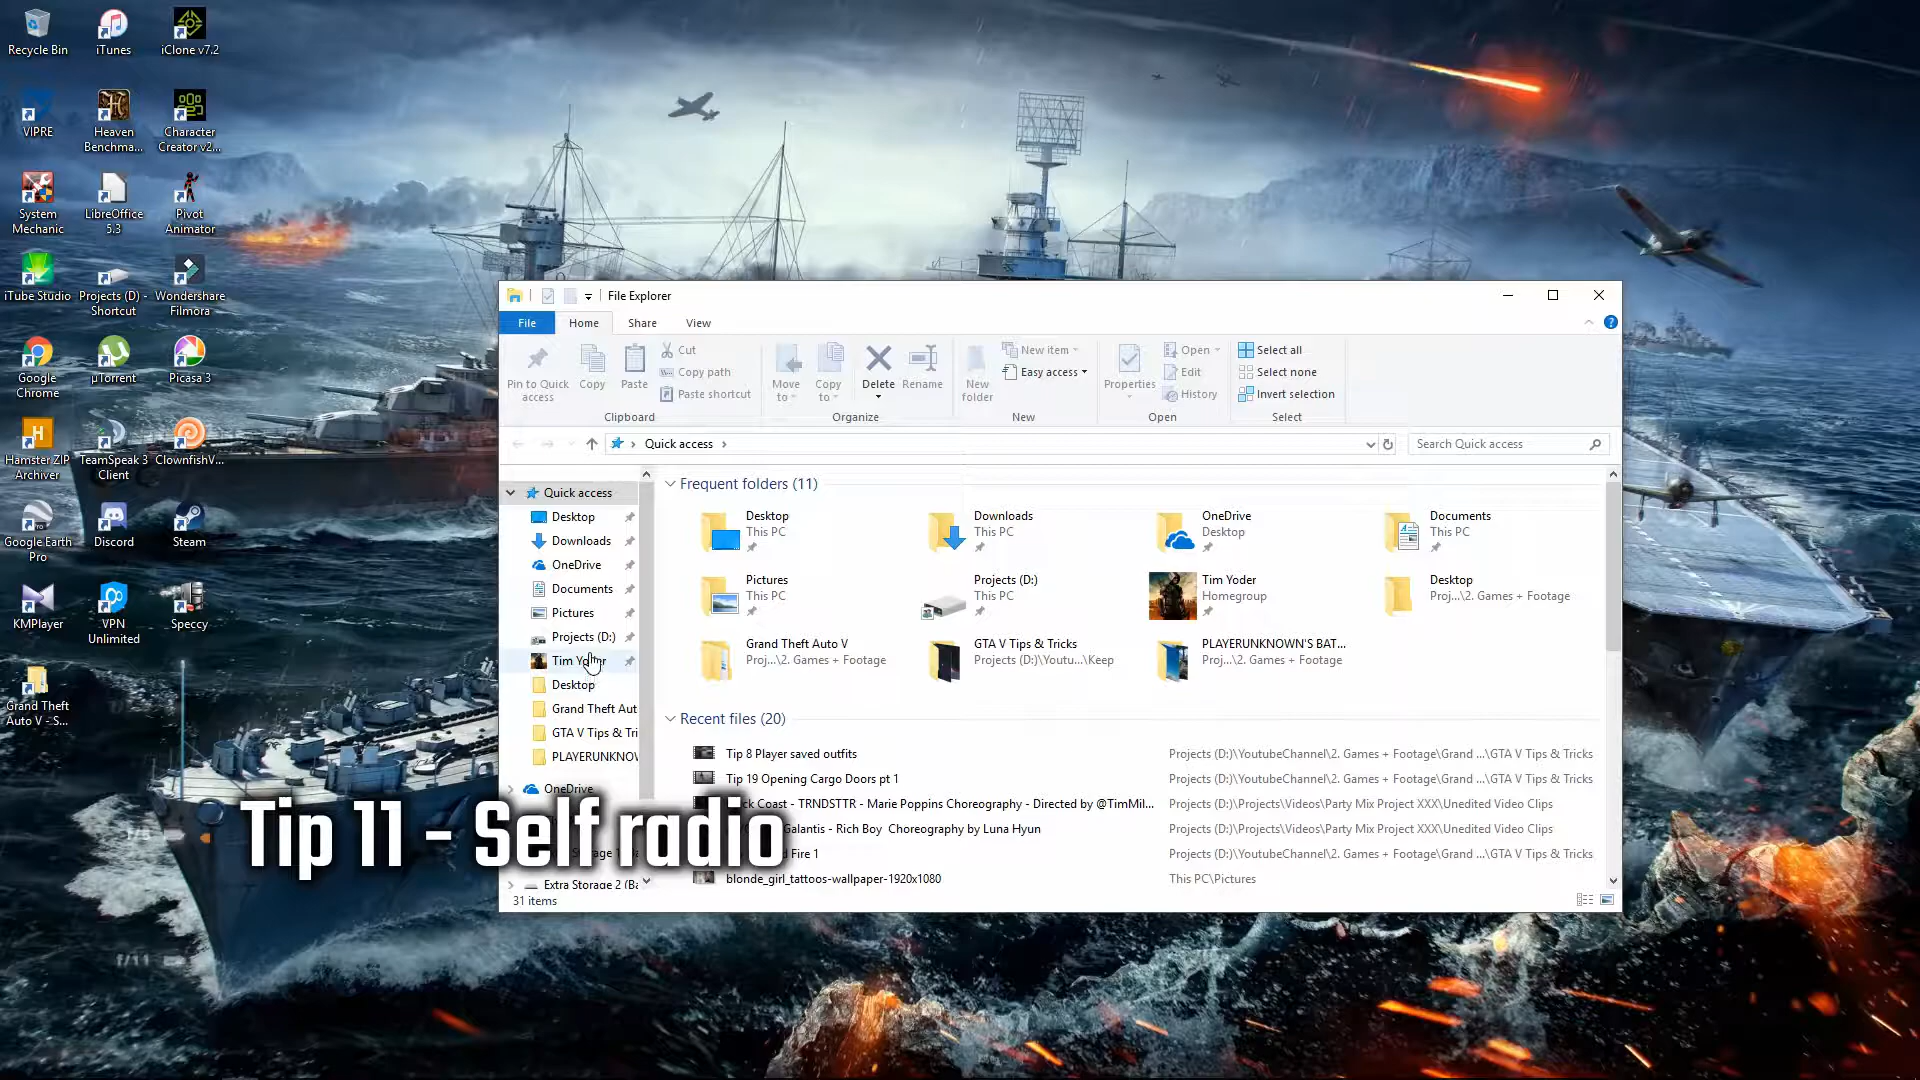 Recycle Bin
iTunes
iClone v7.2
VIPRE
Heaven
Benchma...
Character
Creator v2...
System
Mechanic
LibreOffice
5.3
Pivot
Animator
iTube Studio
Projects (D) -
Shortcut
Wondershare
Filmora
Google
Chrome
µTorrent
Picasa 3
Hamster ZIP
Archiver
TeamSpeak 3
Client
ClownfishV...
Google Earth
Pro
Discord
Steam
KMPlayer
VPN
Unlimited
Speccy
Grand Theft
Auto V - S...
File Explorer
File
Home
Share
View
Pin to Quick
access
Copy
Paste
Cut
Copy path
Paste shortcut
Clipboard
Move
to
Copy
to
Delete
Rename
Organize
New
folder
New item
Easy access
New
Properties
Open
Edit
History
Open
Select all
Select none
Invert selection
Select
Quick access
Search Quick access
Quick access
Desktop
Downloads
OneDrive
Documents
Pictures
Projects (D:)
Tim Yoder
Desktop
Grand Theft Aut
GTA V Tips & Tri
PLAYERUNKNOW
OneDrive
Extra Storage 2 (Ba
31 items
Frequent folders (11)
Desktop
This PC
Downloads
This PC
OneDrive
Desktop
Documents
This PC
Pictures
This PC
Projects (D:)
This PC
Tim Yoder
Homegroup
Desktop
Proj...\2. Games + Footage
Grand Theft Auto V
Proj...\2. Games + Footage
GTA V Tips & Tricks
Projects (D:)\Youtu...\Keep
PLAYERUNKNOWN'S BAT...
Proj...\2. Games + Footage
Recent files (20)
Tip 8 Player saved outfits
Projects (D:)\YoutubeChannel\2. Games + Footage\Grand ...\GTA V Tips & Tricks
Tip 19 Opening Cargo Doors pt 1
Projects (D:)\YoutubeChannel\2. Games + Footage\Grand ...\GTA V Tips & Tricks
Coast - TRNDSTTR - Marie Poppins Choreography - Directed by @TimMil...
Projects (D:)\Projects\Videos\Party Mix Project XXX\Unedited Video Clips
Galantis - Rich Boy Choreography by Luna Hyun
Projects (D:)\Projects\Videos\Party Mix Project XXX\Unedited Video Clips
Fire 1
Projects (D:)\YoutubeChannel\2. Games + Footage\Grand ...\GTA V Tips & Tricks
blonde_girl_tattoos-wallpaper-1920x1080
This PC\Pictures
Tip 11 - Self radio